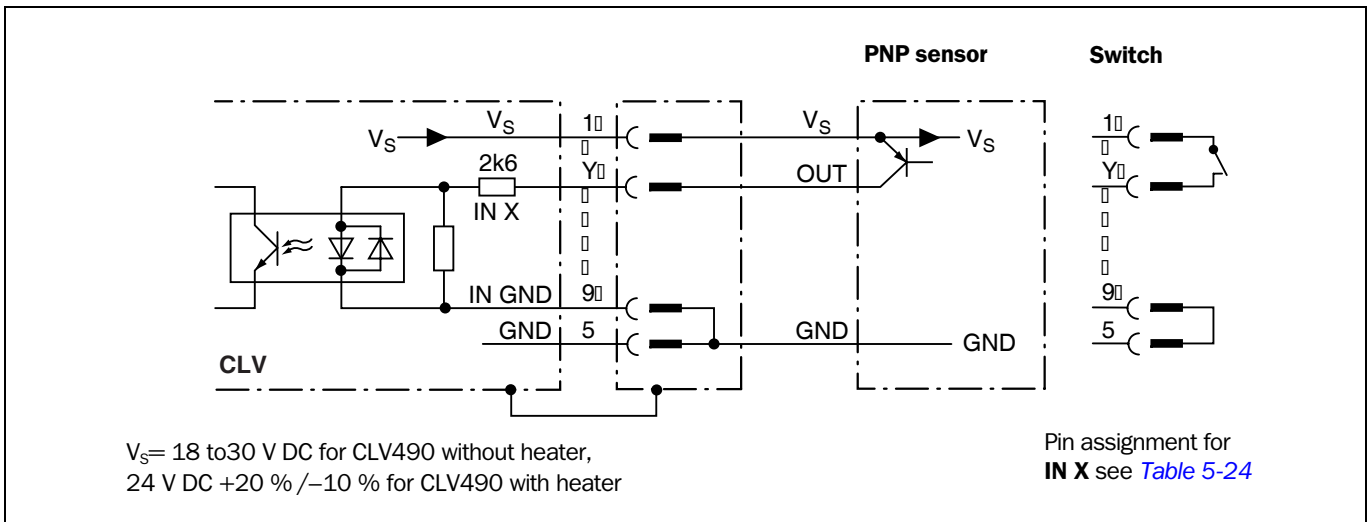 PNP sensor
Switch
V_S
V_S
1▯
▯
V_S
V_S
1▯
▯
2k6
IN X
Y▯
▯
▯
▯
▯
OUT
Y▯
▯
▯
▯
▯
IN GND
9▯
9▯
GND
5
GND
GND
5
CLV
V_S= 18 to30 V DC for CLV490 without heater,
24 V DC +20 % /–10 % for CLV490 with heater
Pin assignment for
IN X see Table 5-24